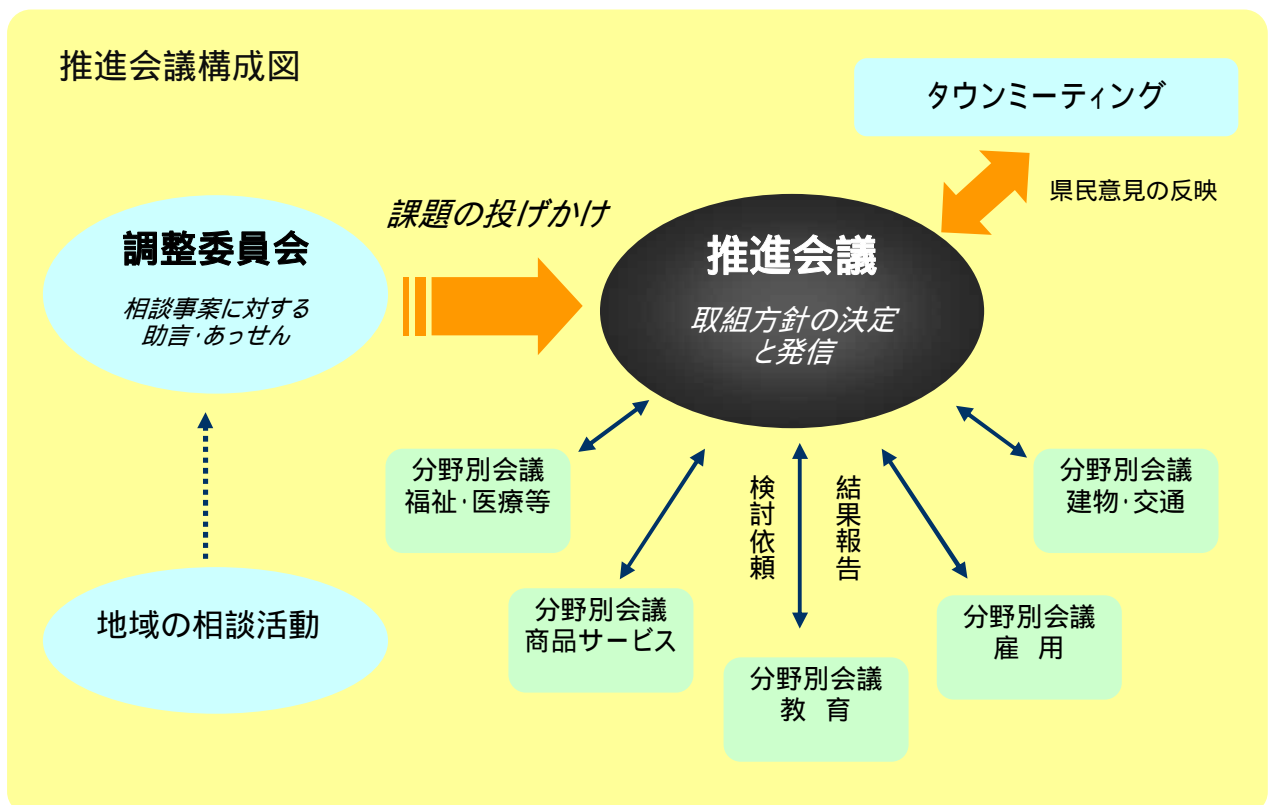 推進会議構成図
タウンミーティング
県民意見の反映
課題の投げかけ
調整委員会
相談事案に対する
助言・あっせん
推進会議
取組方針の決定
と発信
分野別会議
福祉・医療等
検討依頼
結果報告
分野別会議
建物・交通
地域の相談活動
分野別会議
商品サービス
分野別会議
教　育
分野別会議
雇　用